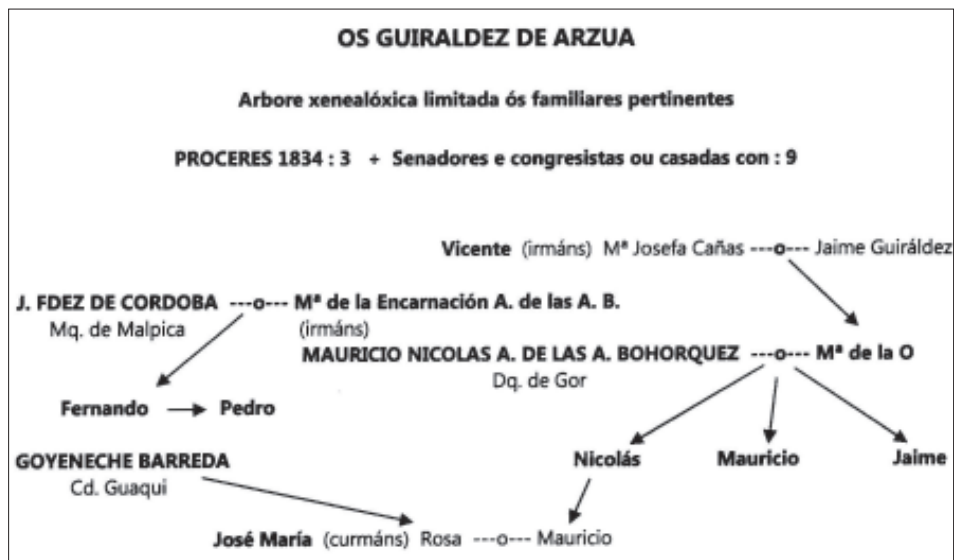 OS GUIRALDEZ DE ARZUA
Arbore xenealóxica limitada ós familiares pertinentes
PROCERES 1834 : 3 + Senadores e congresistas ou casadas con : 9
Vicente (irmáns) Mª Josefa Cañas ---o--- Jaime Guiráldez
J. FDEZ DE CORDOBA ---o--- Mª de la Encarnación A. de las A. B.
Mq. de Malpica (irmáns)
MAURICIO NICOLAS A. DE LAS A. BOHORQUEZ ---o--- Mª de la O
Dq. de Gor
Fernando → Pedro
GOYENECHE BARREDA Nicolás Mauricio Jaime
Cd. Guaqui
José María (curmáns) Rosa ---o--- Mauricio